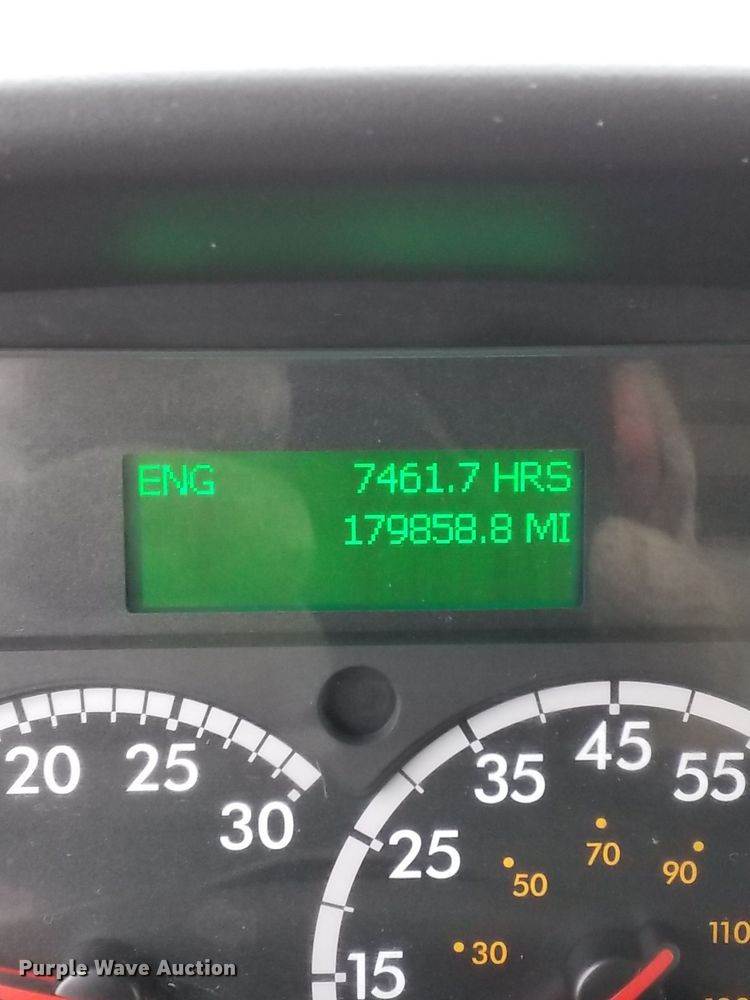 ENG 7461.7 HRS
179858.8 MI
20 25 30
15 25 35 45 55
30 50 70 90 110
Purple Wave Auction